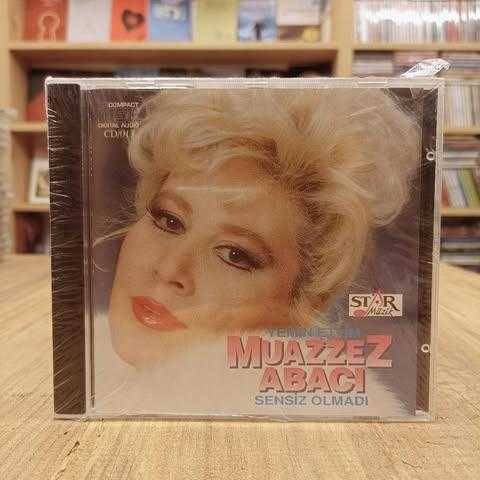 COMPACT
DIGITAL AUDIO
STAR
Müzik
YEMİN ETTİM
MUAZZEZ
ABACI
SENSİZ OLMADI